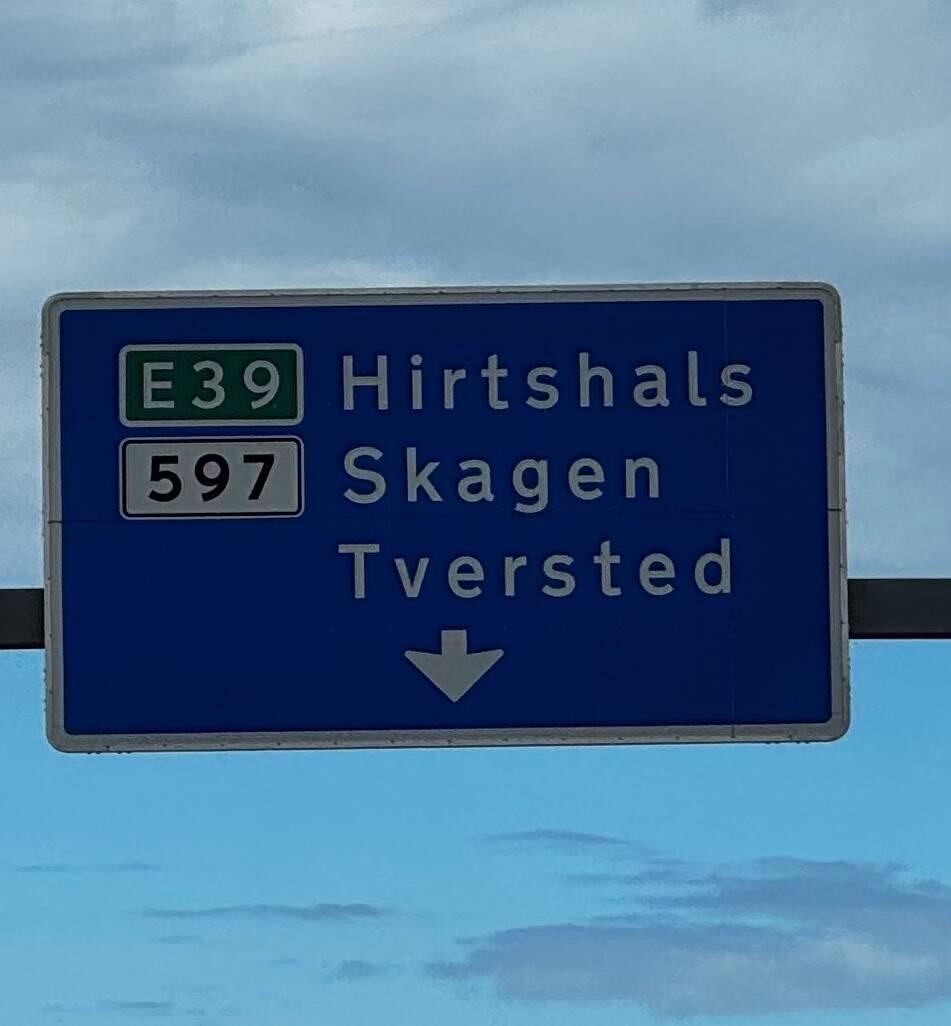 E39 Hirtshals
597 Skagen
Tversted